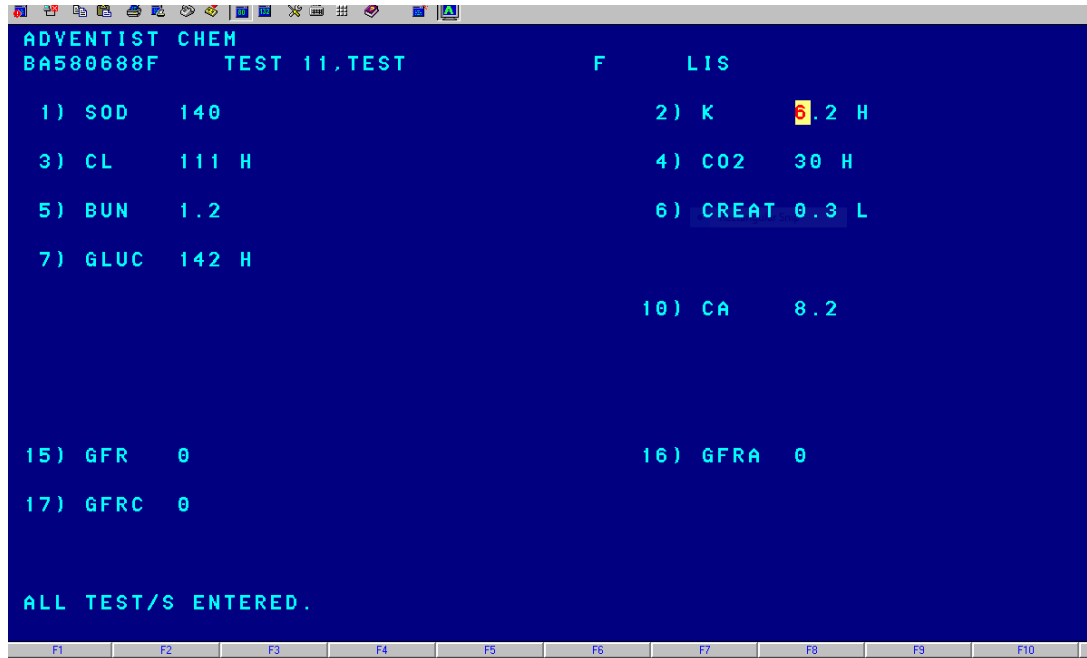 ADVENTIST CHEM
BA580688F TEST 11,TEST F LIS
1) SOD 140 2) K 6.2 H
3) CL 111 H 4) CO2 30 H
5) BUN 1.2 6) CREAT 0.3 L
7) GLUC 142 H
10) CA 8.2
15) GFR 0 16) GFRA 0
17) GFRC 0
ALL TEST/S ENTERED.
F1 F2 F3 F4 F5 F6 F7 F8 F9 F10